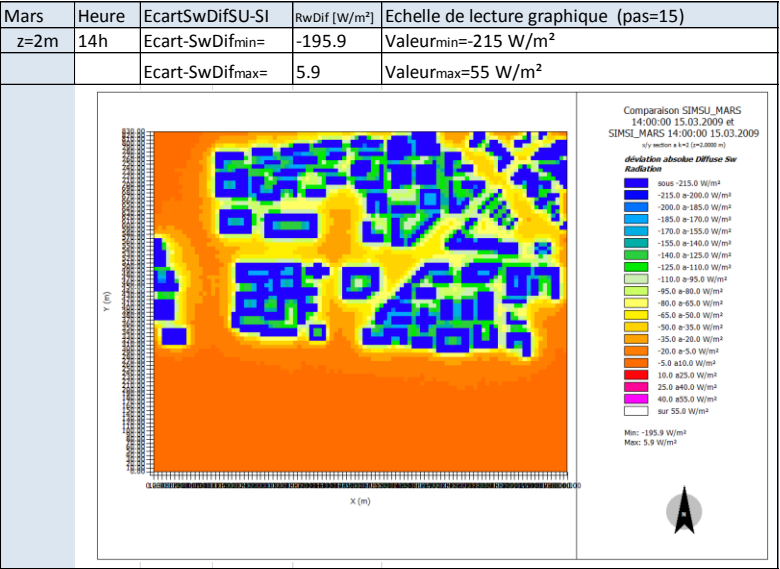 Mars Heure EcartSwDifSU-SI RwDif [W/m²] Echelle de lecture graphique (pas=15)
z=2m 14h Ecart-SwDifmin= -195.9 Valeurmin=-215 W/m²
Ecart-SwDifmax= 5.9 Valeurmax=55 W/m²
Comparaison SIMSU_MARS
14:00:00 15.03.2009 et
SIMSI_MARS 14:00:00 15.03.2009
x/y section a k=2 (z=2.0000 m)
déviation absolue Diffuse Sw
Radiation
sous -215.0 W/m²
-215.0 a-200.0 W/m²
-200.0 a-185.0 W/m²
-185.0 a-170.0 W/m²
-170.0 a-155.0 W/m²
-155.0 a-140.0 W/m²
-140.0 a-125.0 W/m²
-125.0 a-110.0 W/m²
-110.0 a-95.0 W/m²
-95.0 a-80.0 W/m²
-80.0 a-65.0 W/m²
-65.0 a-50.0 W/m²
-50.0 a-35.0 W/m²
-35.0 a-20.0 W/m²
-20.0 a-5.0 W/m²
-5.0 a10.0 W/m²
10.0 a25.0 W/m²
25.0 a40.0 W/m²
40.0 a55.0 W/m²
sur 55.0 W/m²
Min: -195.9 W/m²
Max: 5.9 W/m²
Y (m)
X (m)